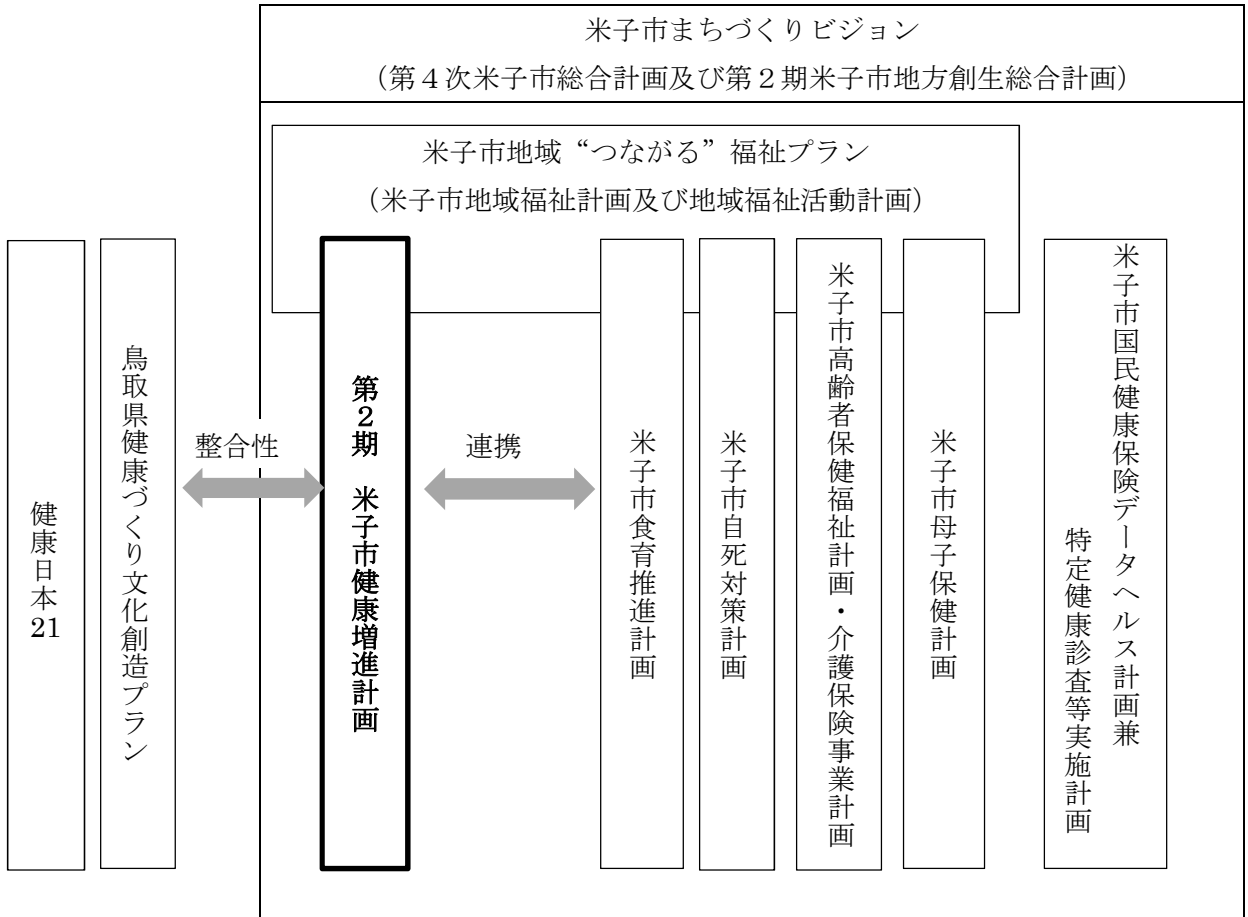 米子市まちづくりビジョン
（第４次米子市総合計画及び第２期米子市地方創生総合計画）
米子市地域“つながる”福祉プラン
（米子市地域福祉計画及び地域福祉活動計画）
健康日本21
鳥取県健康づくり文化創造プラン
整合性
第２期　米子市健康増進計画
連携
米子市食育推進計画
米子市自死対策計画
米子市高齢者保健福祉計画・介護保険事業計画
米子市母子保健計画
米子市国民健康保険データヘルス計画兼
特定健康診査等実施計画